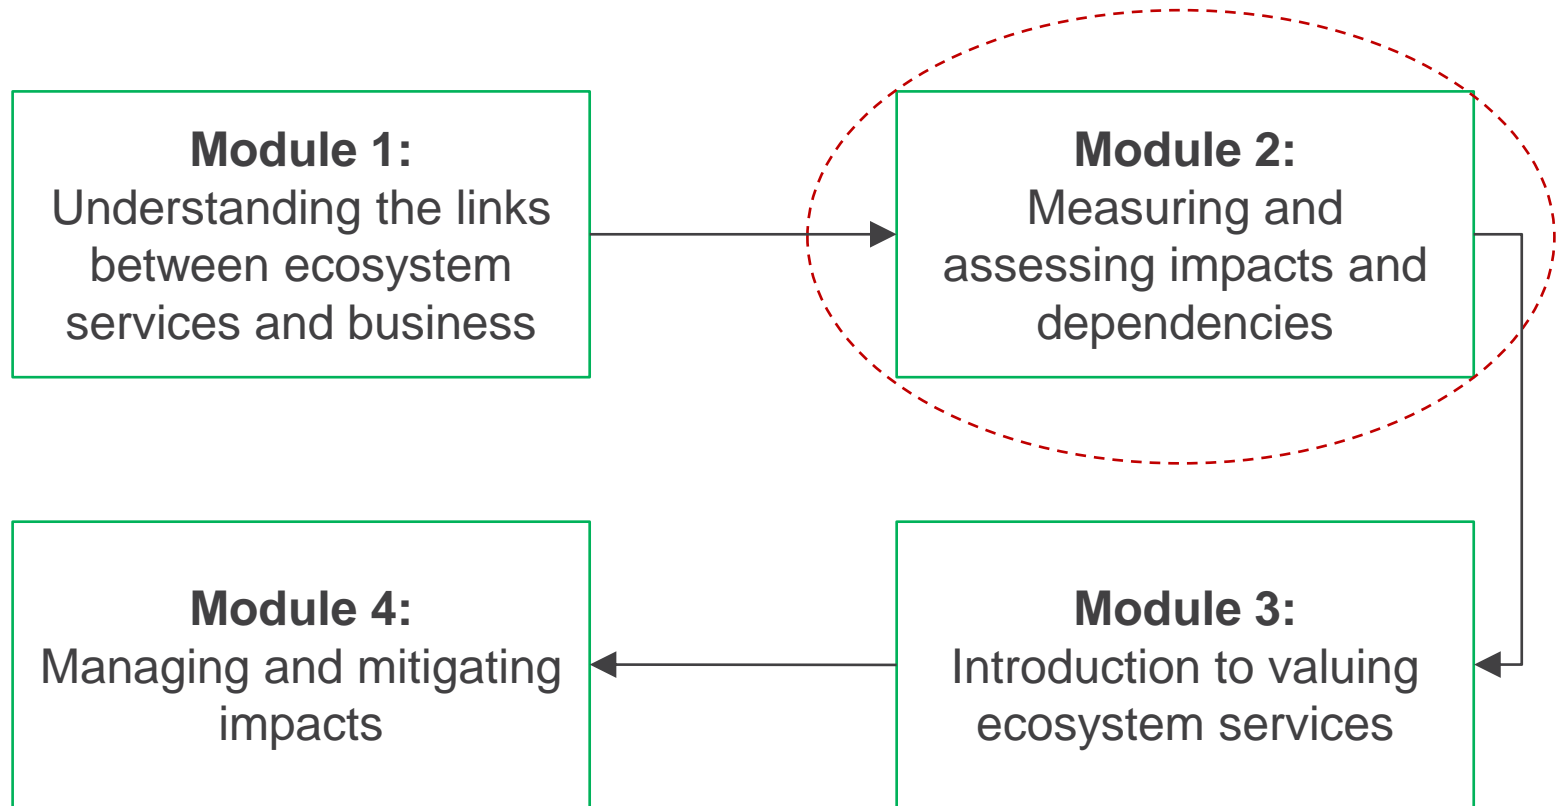 Module 1:
Understanding the links
between ecosystem
services and business
Module 2:
Measuring and
assessing impacts and
dependencies
Module 3:
Introduction to valuing
ecosystem services
Module 4:
Managing and mitigating
impacts